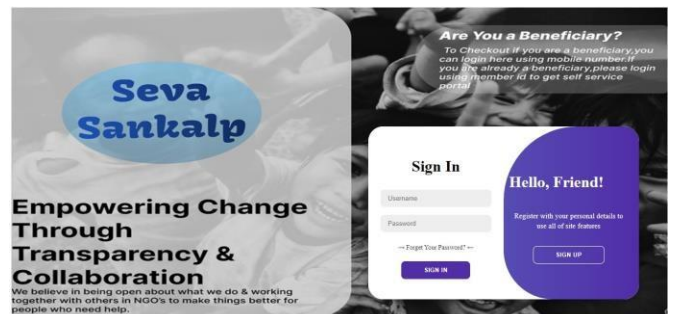 Seva
Sankalp
Empowering Change
Through
Transparency &
Collaboration
We believe in being open about what we do & working
together with others in NGO's to make things better for
people who need help.
Are You a Beneficiary?
To Checkout if you are a beneficiary,you
can login here using mobile number.If
you are already a beneficiary,please login
using member id to get self service
portal
Sign In
Username
Password
→ Forget Your Password? ←
SIGN IN
Hello, Friend!
Register with your personal details to
use all of site features
SIGN UP